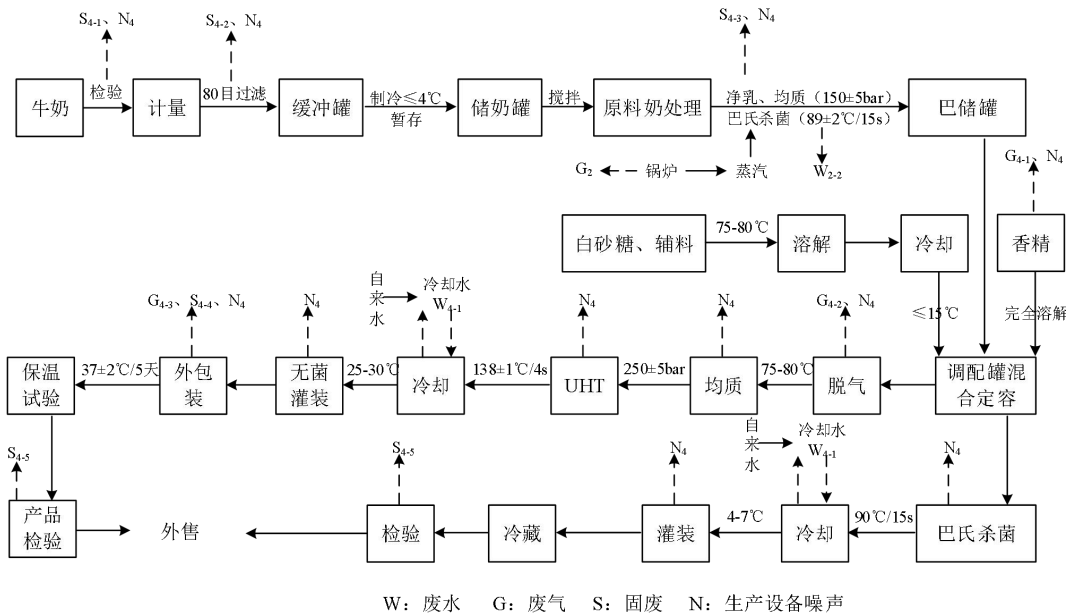 S4-1、N4
S4-2、N4
S4-3、N4
牛奶
检验
计量
80目过滤
缓冲罐
制冷≤4℃
暂存
储奶罐
搅拌
原料奶处理
净乳、均质（150±5bar）
巴氏杀菌（89±2℃/15s）
巴储罐
G2
锅炉
蒸汽
W2-2
G4-1、N4
白砂糖、辅料
75-80℃
溶解
冷却
香精
≤15℃
完全溶解
G4-3、S4-4、N4
N4
自来水
冷却水
W4-1
N4
N4
G4-2、N4
保温试验
37±2℃/5天
外包装
无菌灌装
25-30℃
冷却
138±1℃/4s
UHT
250±5bar
均质
75-80℃
脱气
调配罐混合定容
S4-5
S4-5
N4
自来水
冷却水
W4-1
N4
产品检验
外售
检验
冷藏
灌装
4-7℃
冷却
90℃/15s
巴氏杀菌
W：废水 G：废气 S：固废 N：生产设备噪声